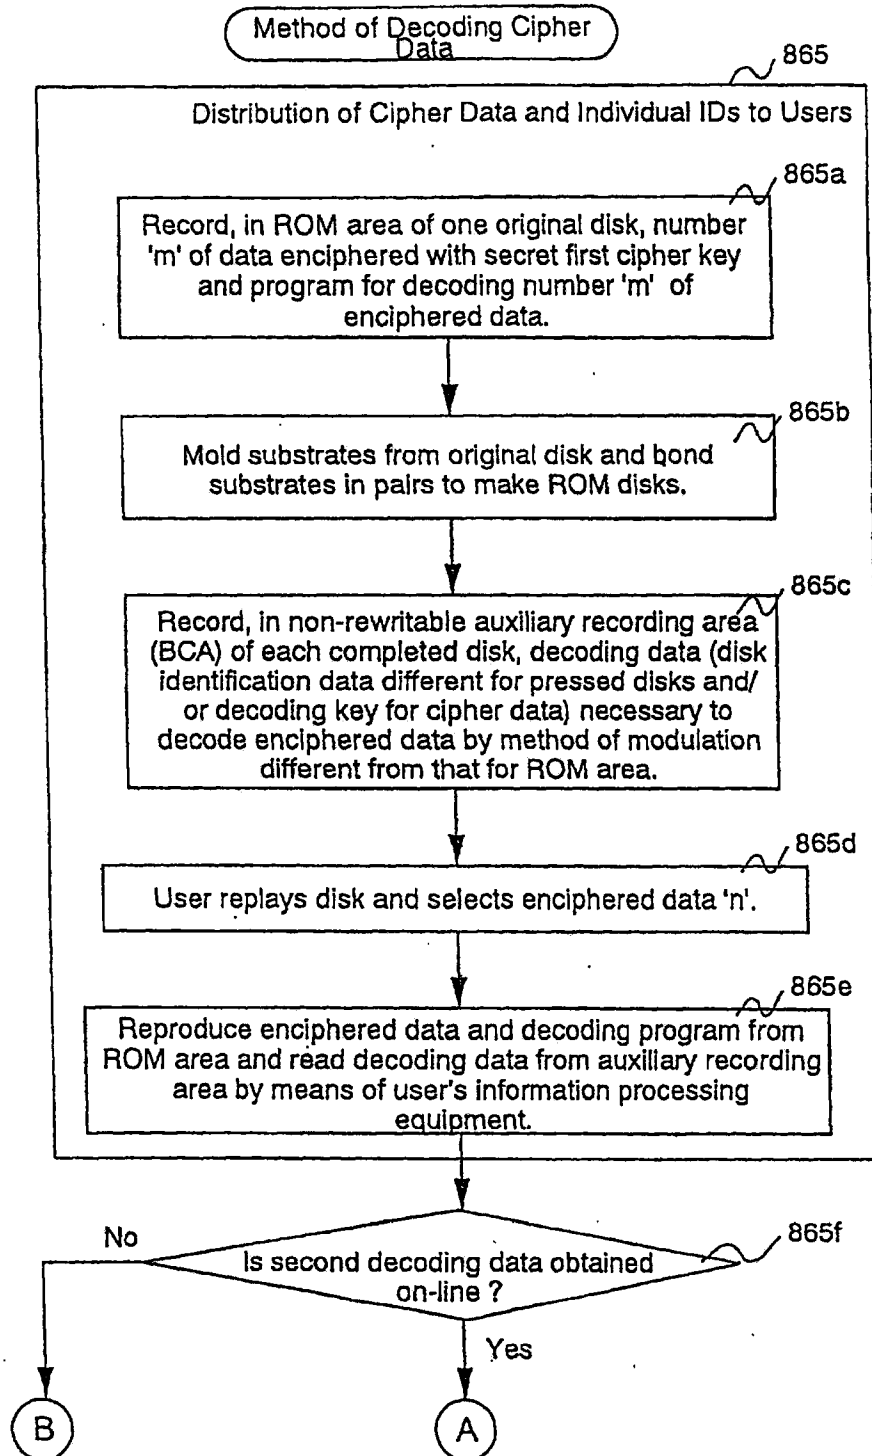 Method of Decoding Cipher
Data
865
Distribution of Cipher Data and Individual IDs to Users
865a
Record, in ROM area of one original disk, number
'm' of data enciphered with secret first cipher key
and program for decoding number 'm' of
enciphered data.
865b
Mold substrates from original disk and bond
substrates in pairs to make ROM disks.
865c
Record, in non-rewritable auxiliary recording area
(BCA) of each completed disk, decoding data (disk
identification data different for pressed disks and/
or decoding key for cipher data) necessary to
decode enciphered data by method of modulation
different from that for ROM area.
865d
User replays disk and selects enciphered data 'n'.
865e
Reproduce enciphered data and decoding program from
ROM area and read decoding data from auxiliary recording
area by means of user's information processing
equipment.
865f
No
Is second decoding data obtained
on-line ?
Yes
B
A